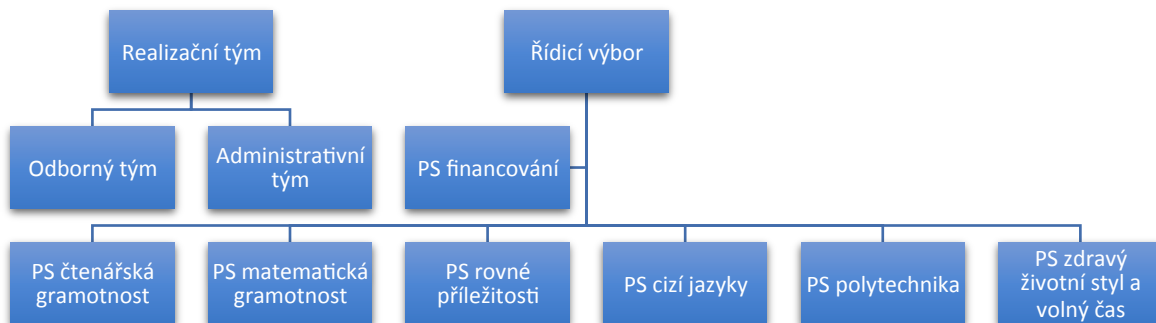 Realizační tým
Řídicí výbor
Odborný tým
Administrativní
tým
PS financování
PS čtenářská
gramotnost
PS matematická
gramotnost
PS rovné
příležitosti
PS cizí jazyky
PS polytechnika
PS zdravý
životní styl a
volný čas